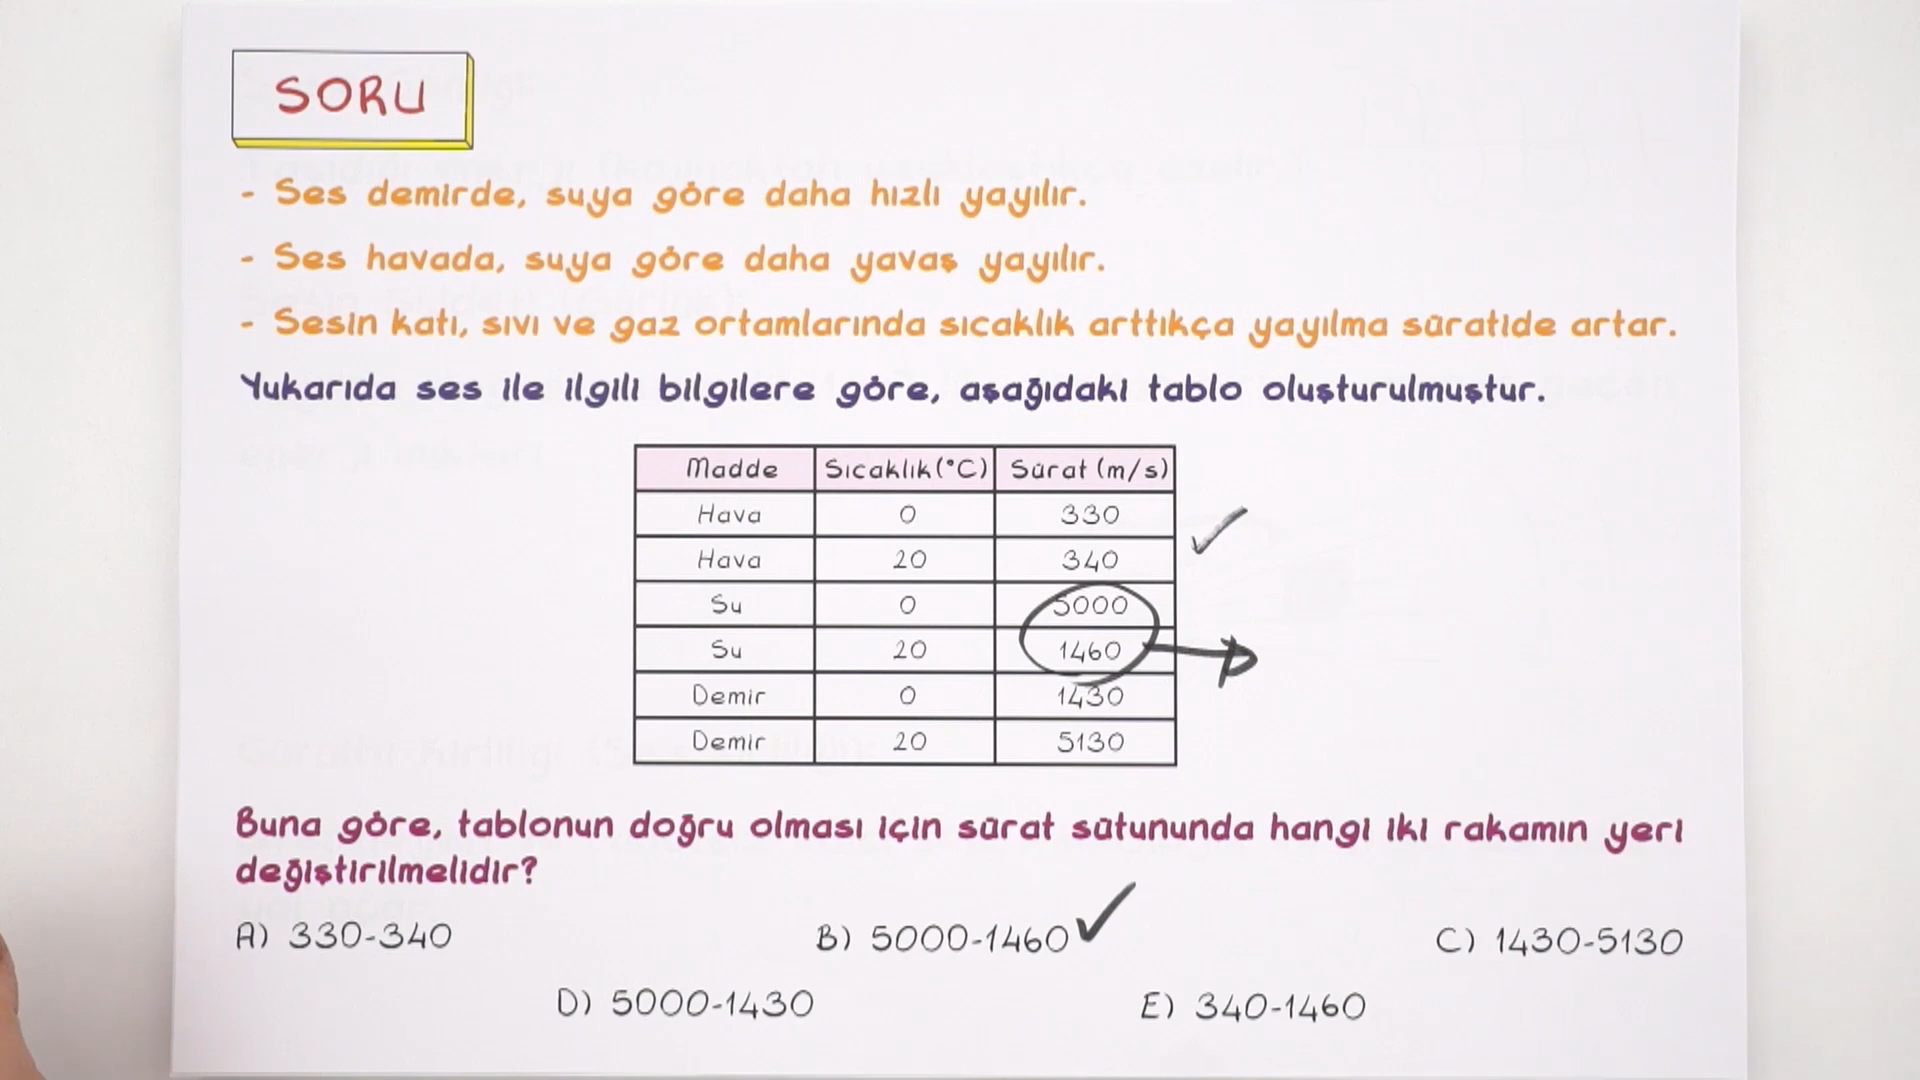 SORU
- Ses demirde, suya göre daha hızlı yayılır.
- Ses havada, suya göre daha yavaş yayılır.
- Sesin katı, sıvı ve gaz ortamlarında sıcaklık arttıkça yayılma süratide artar.
Yukarıda ses ile ilgili bilgilere göre, aşağıdaki tablo oluşturulmuştur.
Madde Sıcaklık (°C) Sürat (m/s)
Hava 0 330
Hava 20 340
Su 0 5000
Su 20 1460
Demir 0 1430
Demir 20 5130
Buna göre, tablonun doğru olması için sürat sütununda hangi iki rakamın yeri
değiştirilmelidir?
A) 330-340 B) 5000-1460 C) 1430-5130
D) 5000-1430 E) 340-1460